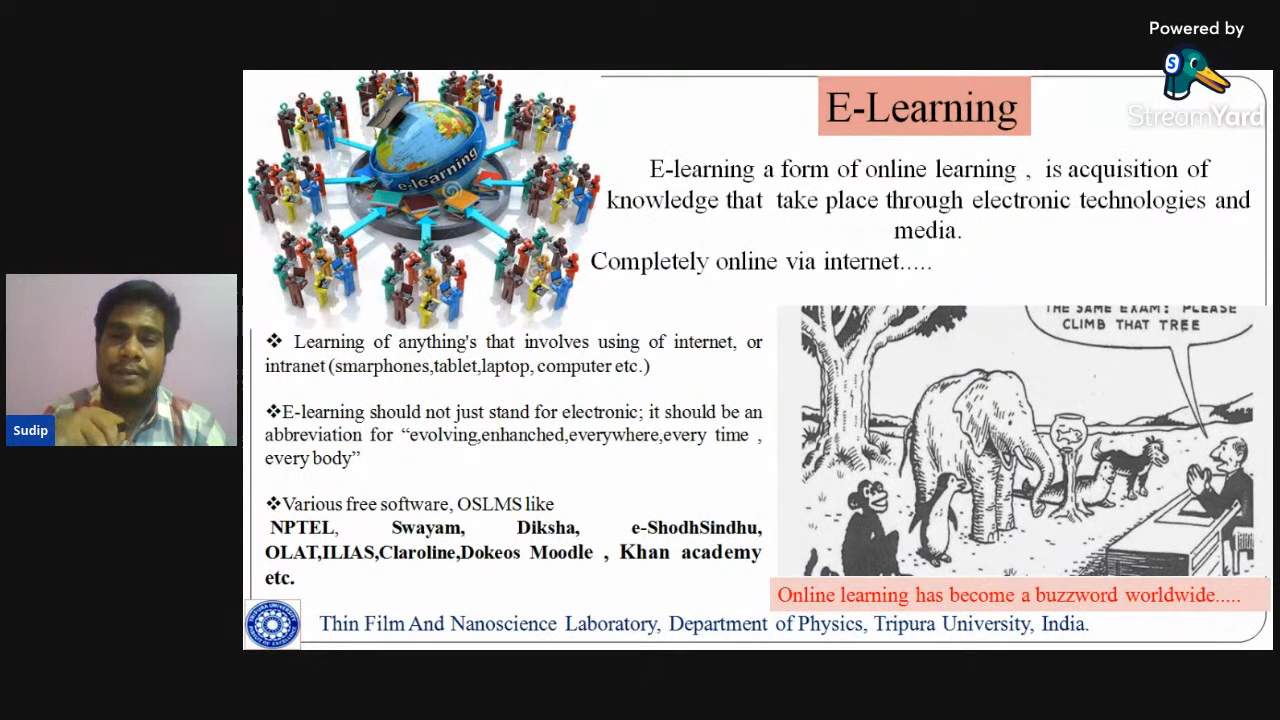 Powered by
StreamYard
E-Learning
e-learning
E-learning a form of online learning , is acquisition of
knowledge that take place through electronic technologies and
media.
Completely online via internet.....
THE SAME EXAM: PLEASE
CLIMB THAT TREE
❖ Learning of anything's that involves using of internet, or
intranet (smarphones,tablet,laptop, computer etc.)
❖E-learning should not just stand for electronic; it should be an
abbreviation for “evolving,enhanched,everywhere,every time ,
every body”
❖Various free software, OSLMS like
NPTEL, Swayam, Diksha, e-ShodhSindhu,
OLAT,ILIAS,Claroline,Dokeos Moodle , Khan academy
etc.
Sudip
Online learning has become a buzzword worldwide.....
Thin Film And Nanoscience Laboratory, Department of Physics, Tripura University, India.